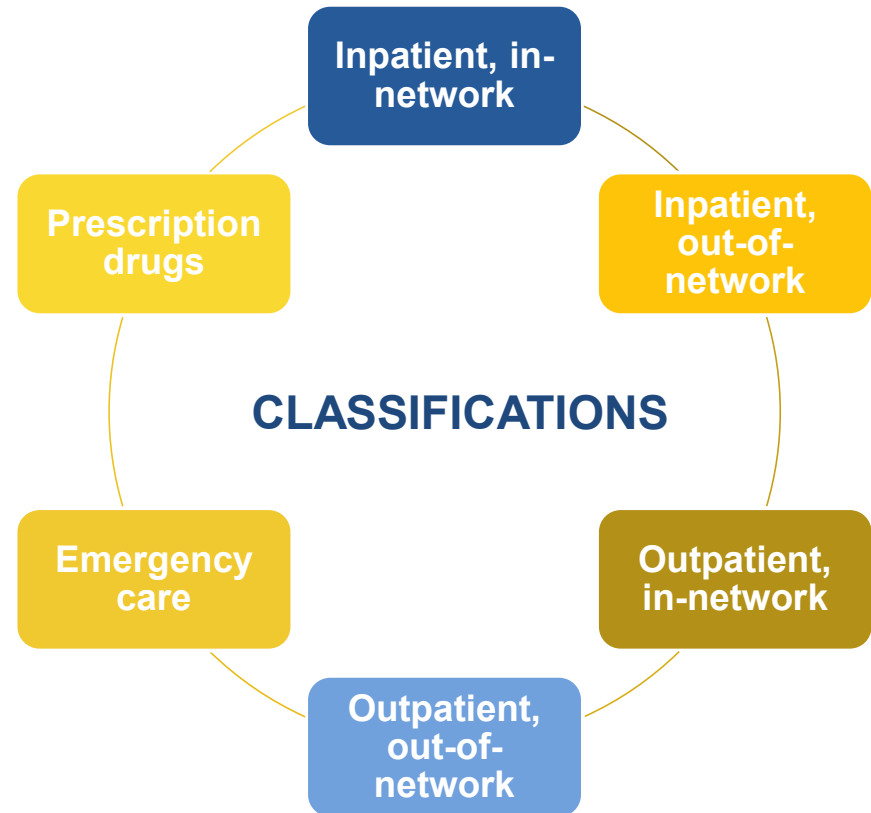 Inpatient, in-
network
Inpatient,
out-of-
network
Outpatient,
in-network
Outpatient,
out-of-
network
Emergency
care
Prescription
drugs
CLASSIFICATIONS